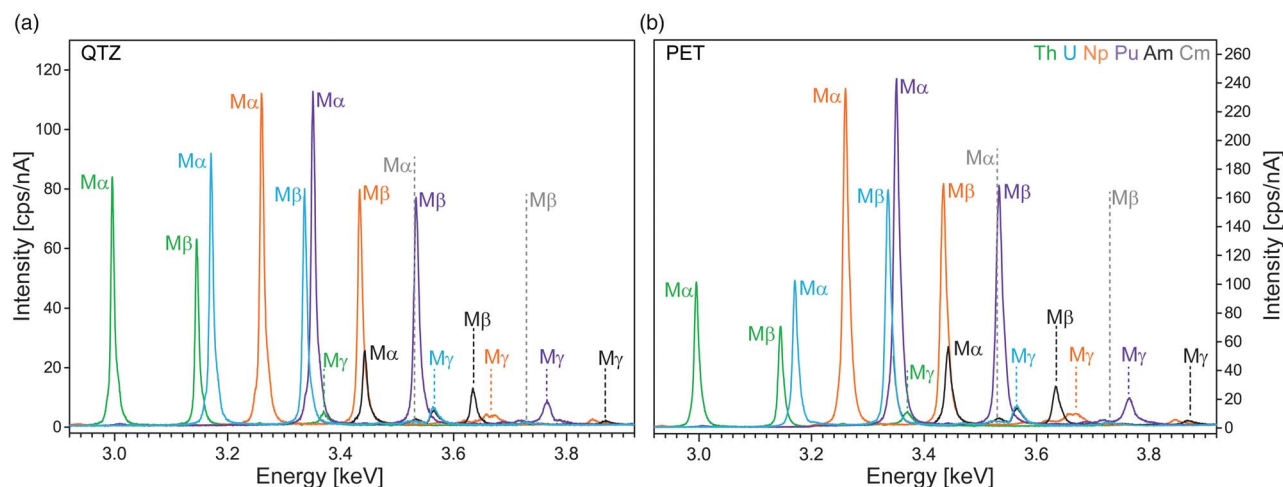 (a)
QTZ
120
100
80
60
40
20
0
Intensity [cps/nA]
Mα
Mβ
Mα
Mα
Mβ
Mα
Mγ
Mβ
Mα
Mα
Mβ
Mγ
Mβ
Mγ
Mβ
Mγ
Mγ
3.0
3.2
3.4
3.6
3.8
Energy [keV]
(b)
PET
Th U Np Pu Am Cm
Mα
Mβ
Mα
Mα
Mβ
Mα
Mγ
Mβ
Mα
Mα
Mβ
Mγ
Mβ
Mγ
Mβ
Mγ
Mγ
260
240
220
200
180
160
140
120
100
80
60
40
20
0
Intensity [cps/nA]
3.0
3.2
3.4
3.6
3.8
Energy [keV]